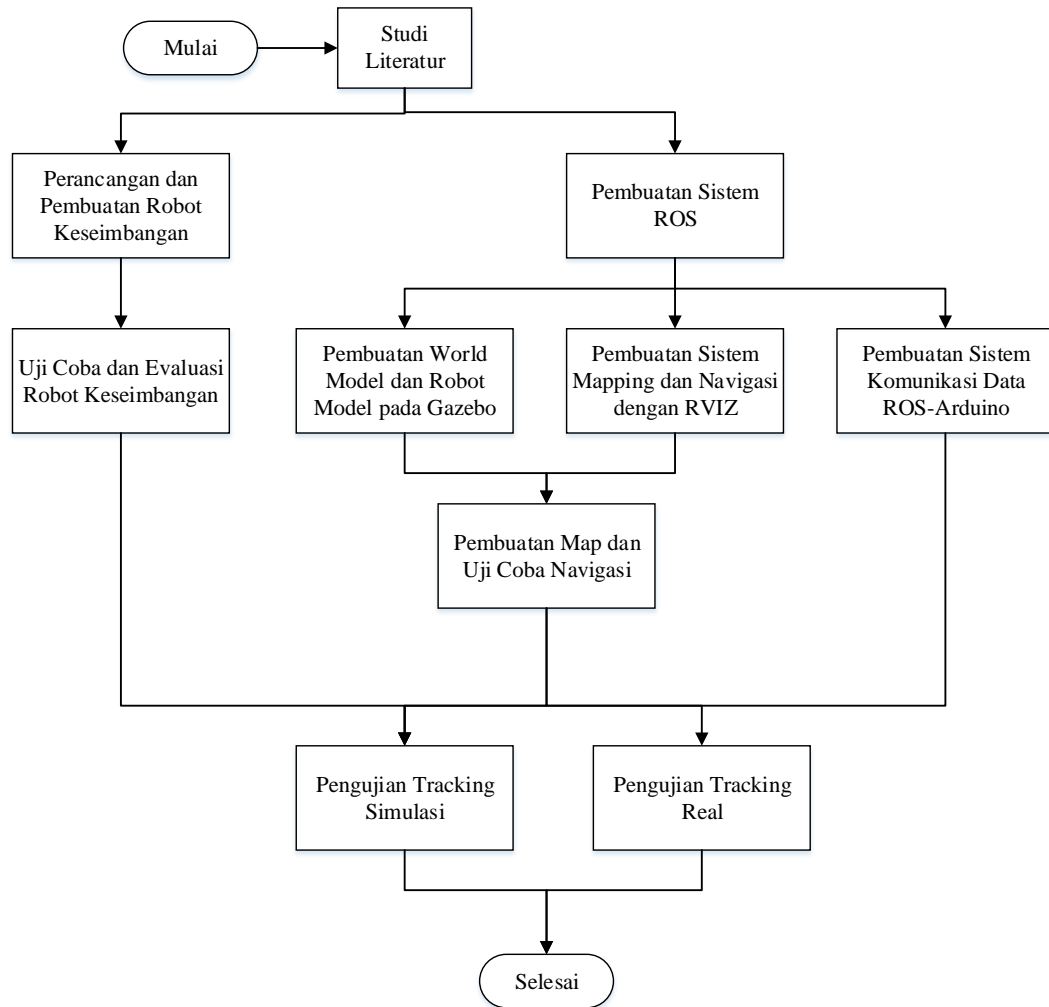 Mulai
Studi
Literatur
Perancangan dan
Pembuatan Robot
Keseimbangan
Pembuatan Sistem
ROS
Uji Coba dan Evaluasi
Robot Keseimbangan
Pembuatan World
Model dan Robot
Model pada Gazebo
Pembuatan Sistem
Mapping dan Navigasi
dengan RVIZ
Pembuatan Sistem
Komunikasi Data
ROS-Arduino
Pembuatan Map dan
Uji Coba Navigasi
Pengujian Tracking
Simulasi
Pengujian Tracking
Real
Selesai